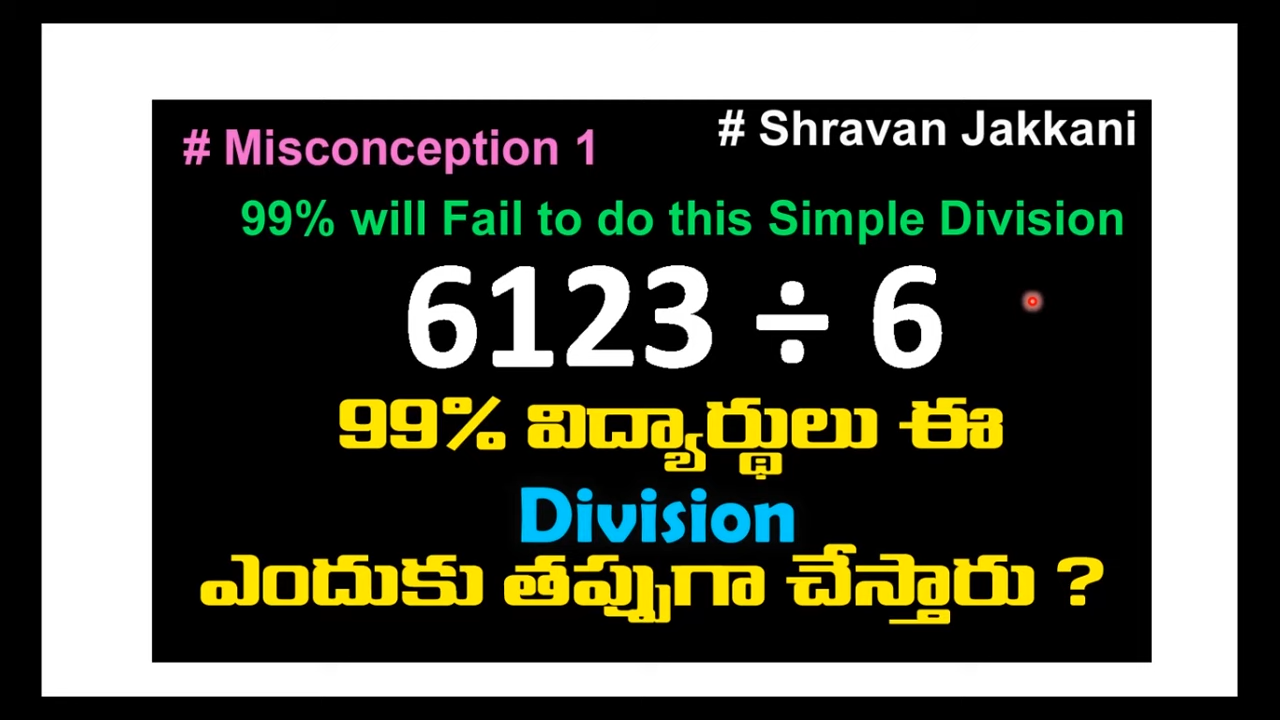 # Misconception 1
# Shravan Jakkani
99% will Fail to do this Simple Division
6123 ÷ 6
99% విద్యార్థులు ఈ
Division
ఎందుకు తప్పుగా చేస్తారు ?